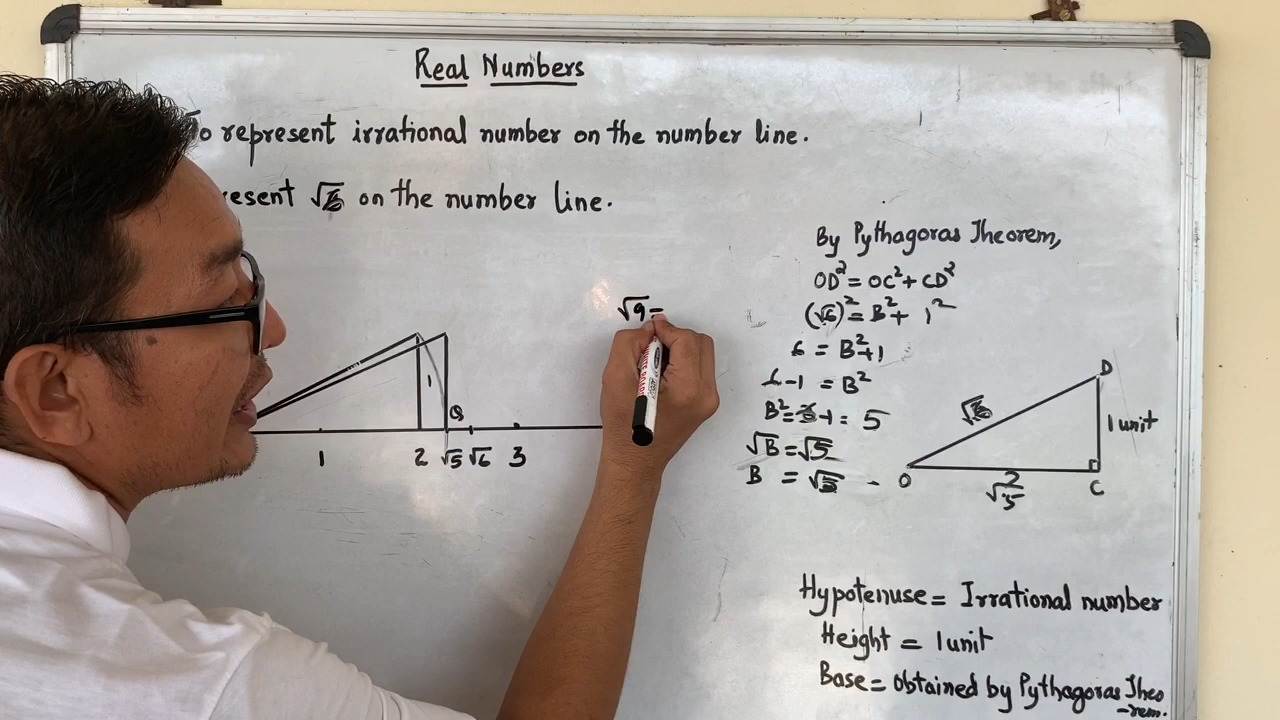 Real Numbers
To represent irrational number on the number line.
resent √6 on the number line.
By Pythagoras Theorem,
OD² = OC² + CD²
(√6)² = B² + 1²
6 = B² + 1
6 - 1 = B²
B² = 6 - 1 = 5
√B = √5
B = √5 -
√9 =
1
Q
1 2 √5 √6 3
D
√6
1 unit
O
2
√5
C
Hypotenuse = Irrational number
Height = 1 unit
Base = obtained by Pythagoras Theo
-rem.